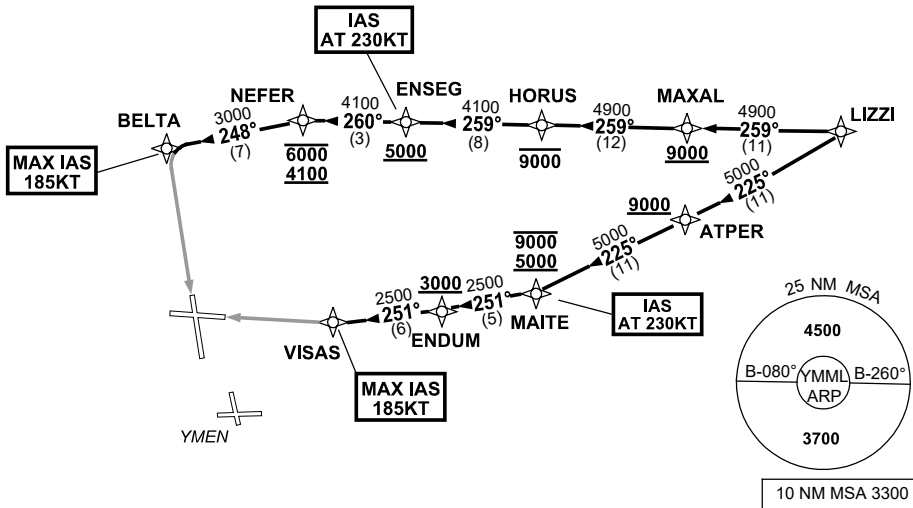 IAS
AT 230KT
BELTA
NEFER
ENSEG
HORUS
MAXAL
LIZZI
3000
248°
(7)
4100
260°
(3)
4100
259°
(8)
4900
259°
(12)
4900
259°
(11)
MAX IAS
185KT
6000
4100
5000
9000
9000
5000
225°
(11)
9000
ATPER
5000
225°
(11)
9000
5000
MAITE
IAS
AT 230KT
2500
251°
(5)
3000
ENDUM
2500
251°
(6)
VISAS
MAX IAS
185KT
YMEN
25 NM MSA
4500
B-080°
YMML
ARP
B-260°
3700
10 NM MSA 3300